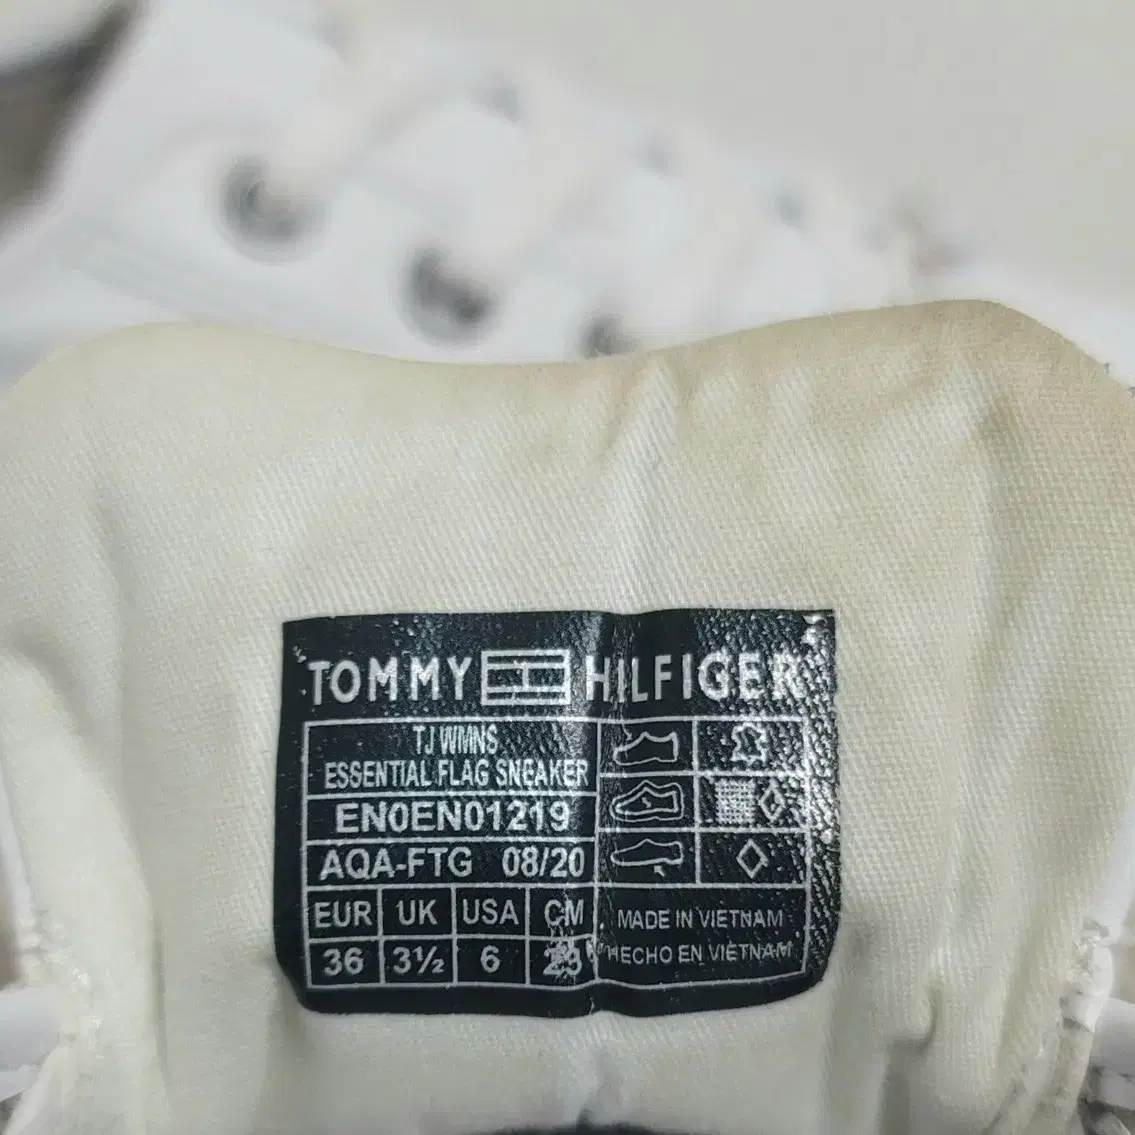 TOMMY HILFIGER
TJ WMNS
ESSENTIAL FLAG SNEAKER
EN0EN01219
AQA-FTG 08/20
EUR UK USA CM
36 3½ 6 23
MADE IN VIETNAM
HECHO EN VIETNAM